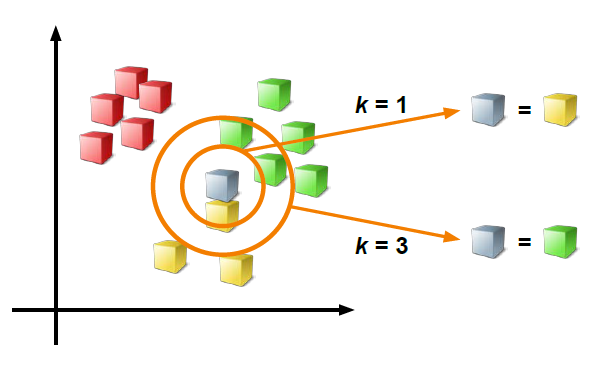 k = 1
=
k = 3
=